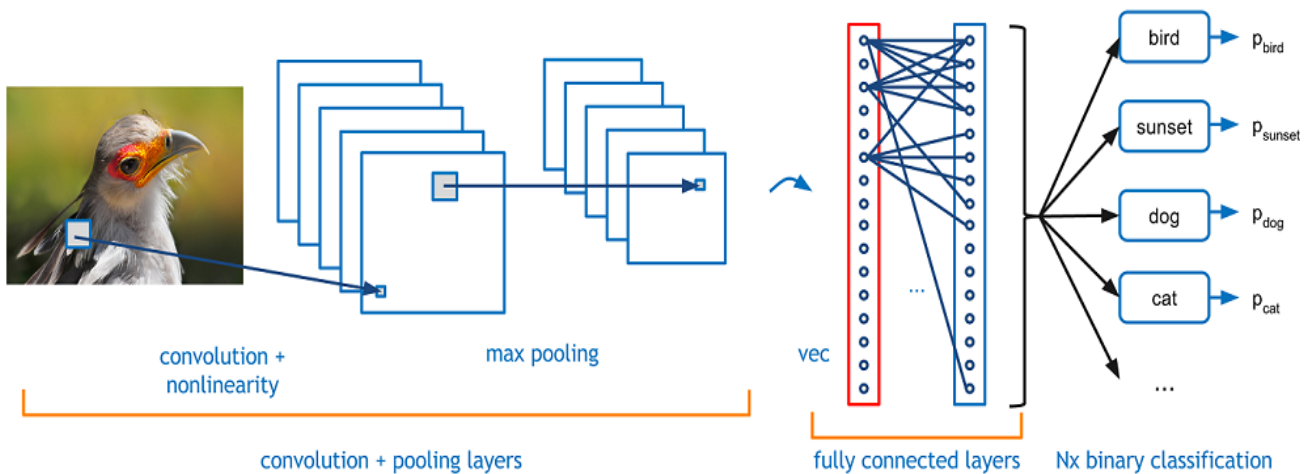 bird
p_bird
sunset
p_sunset
dog
p_dog
cat
p_cat
...
...
convolution +
nonlinearity
max pooling
vec
convolution + pooling layers
fully connected layers
Nx binary classification